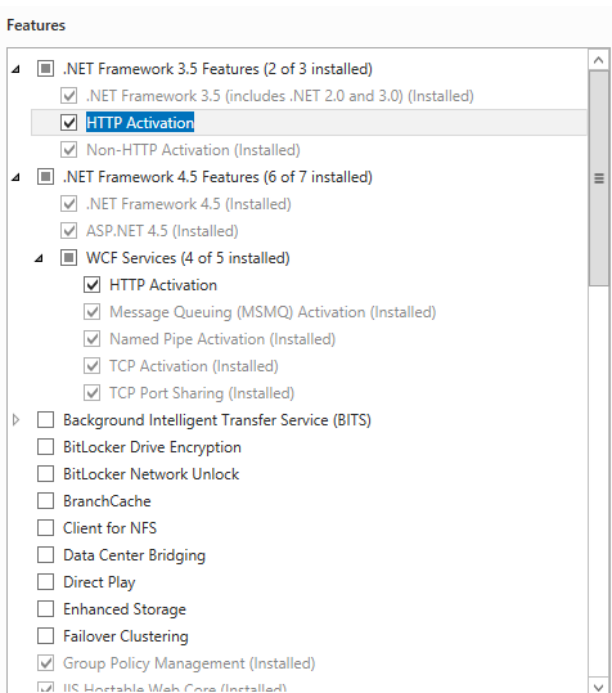 Features
.NET Framework 3.5 Features (2 of 3 installed)
.NET Framework 3.5 (includes .NET 2.0 and 3.0) (Installed)
HTTP Activation
Non-HTTP Activation (Installed)
.NET Framework 4.5 Features (6 of 7 installed)
.NET Framework 4.5 (Installed)
ASP.NET 4.5 (Installed)
WCF Services (4 of 5 installed)
HTTP Activation
Message Queuing (MSMQ) Activation (Installed)
Named Pipe Activation (Installed)
TCP Activation (Installed)
TCP Port Sharing (Installed)
Background Intelligent Transfer Service (BITS)
BitLocker Drive Encryption
BitLocker Network Unlock
BranchCache
Client for NFS
Data Center Bridging
Direct Play
Enhanced Storage
Failover Clustering
Group Policy Management (Installed)
IIS Hostable Web Core (Installed)